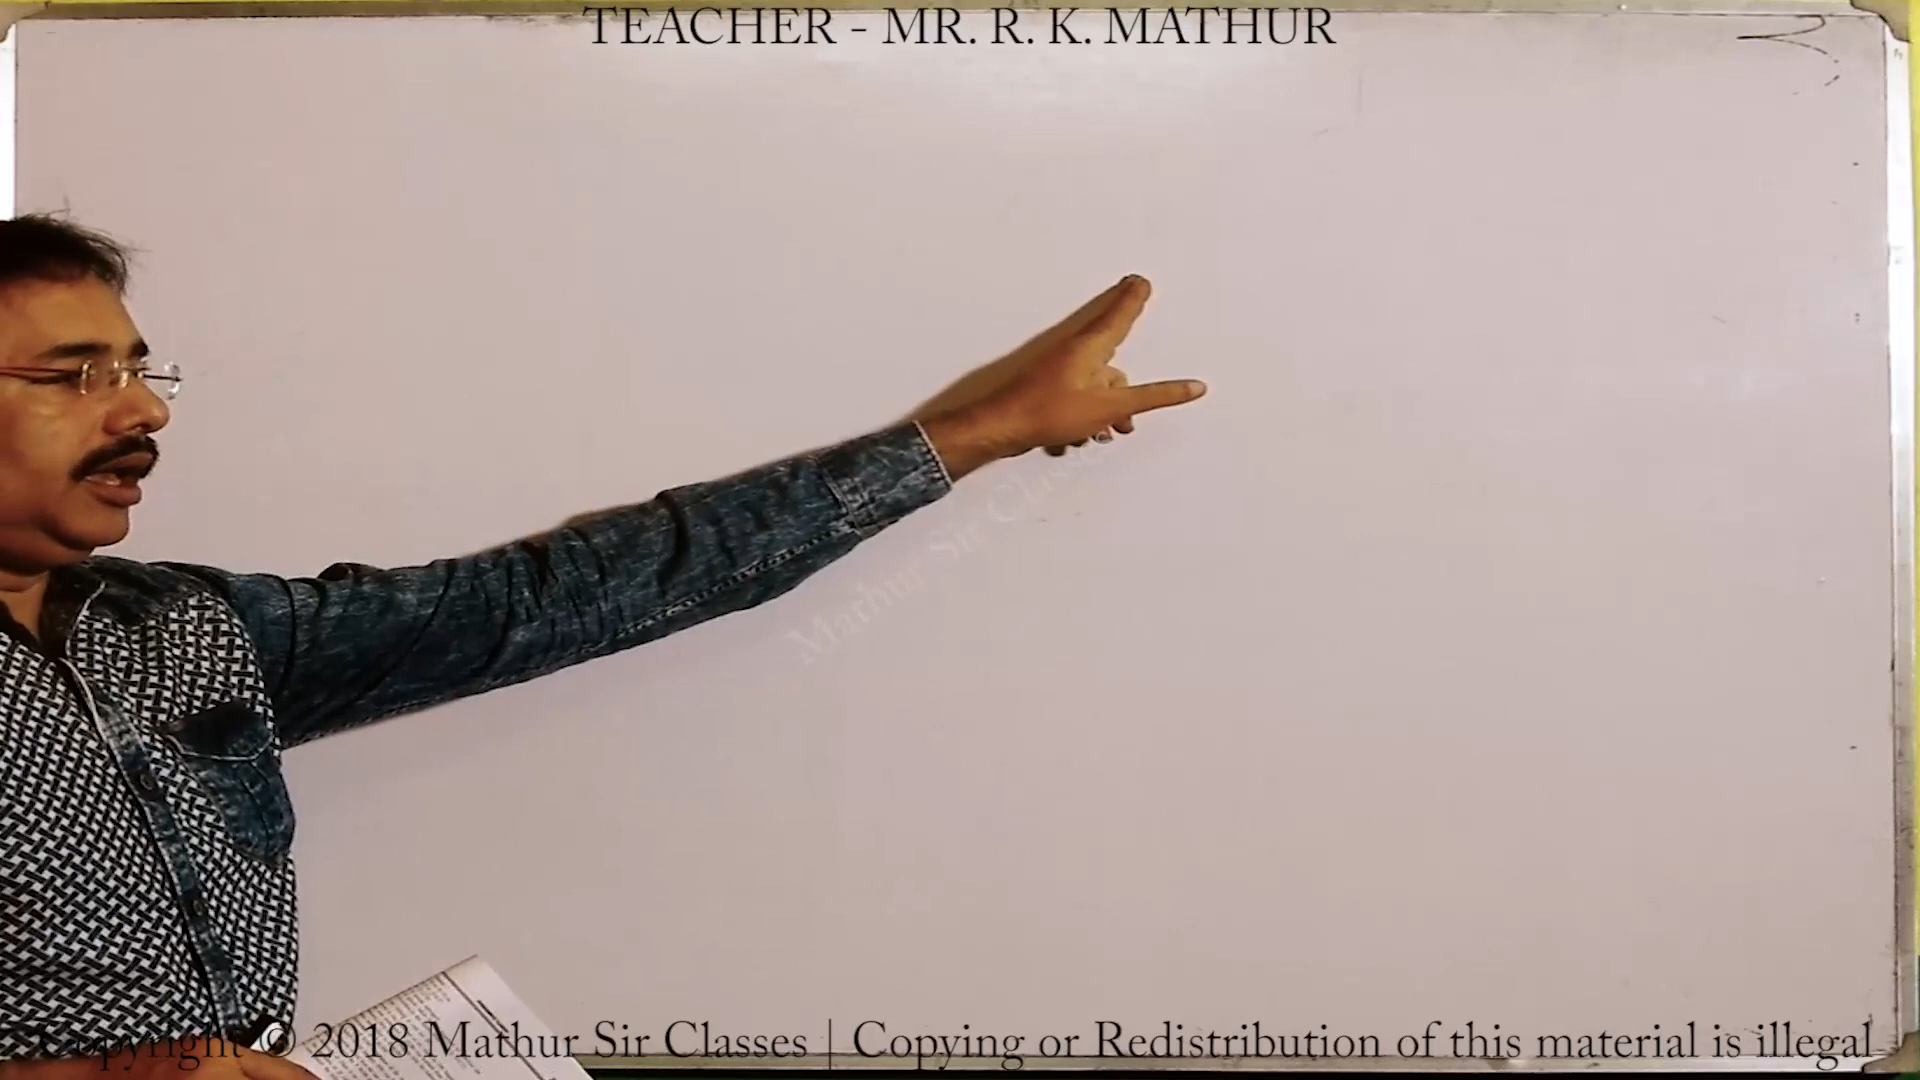 TEACHER - MR. R. K. MATHUR
Mathur Sir Classes
Copyright © 2018 Mathur Sir Classes | Copying or Redistribution of this material is illegal